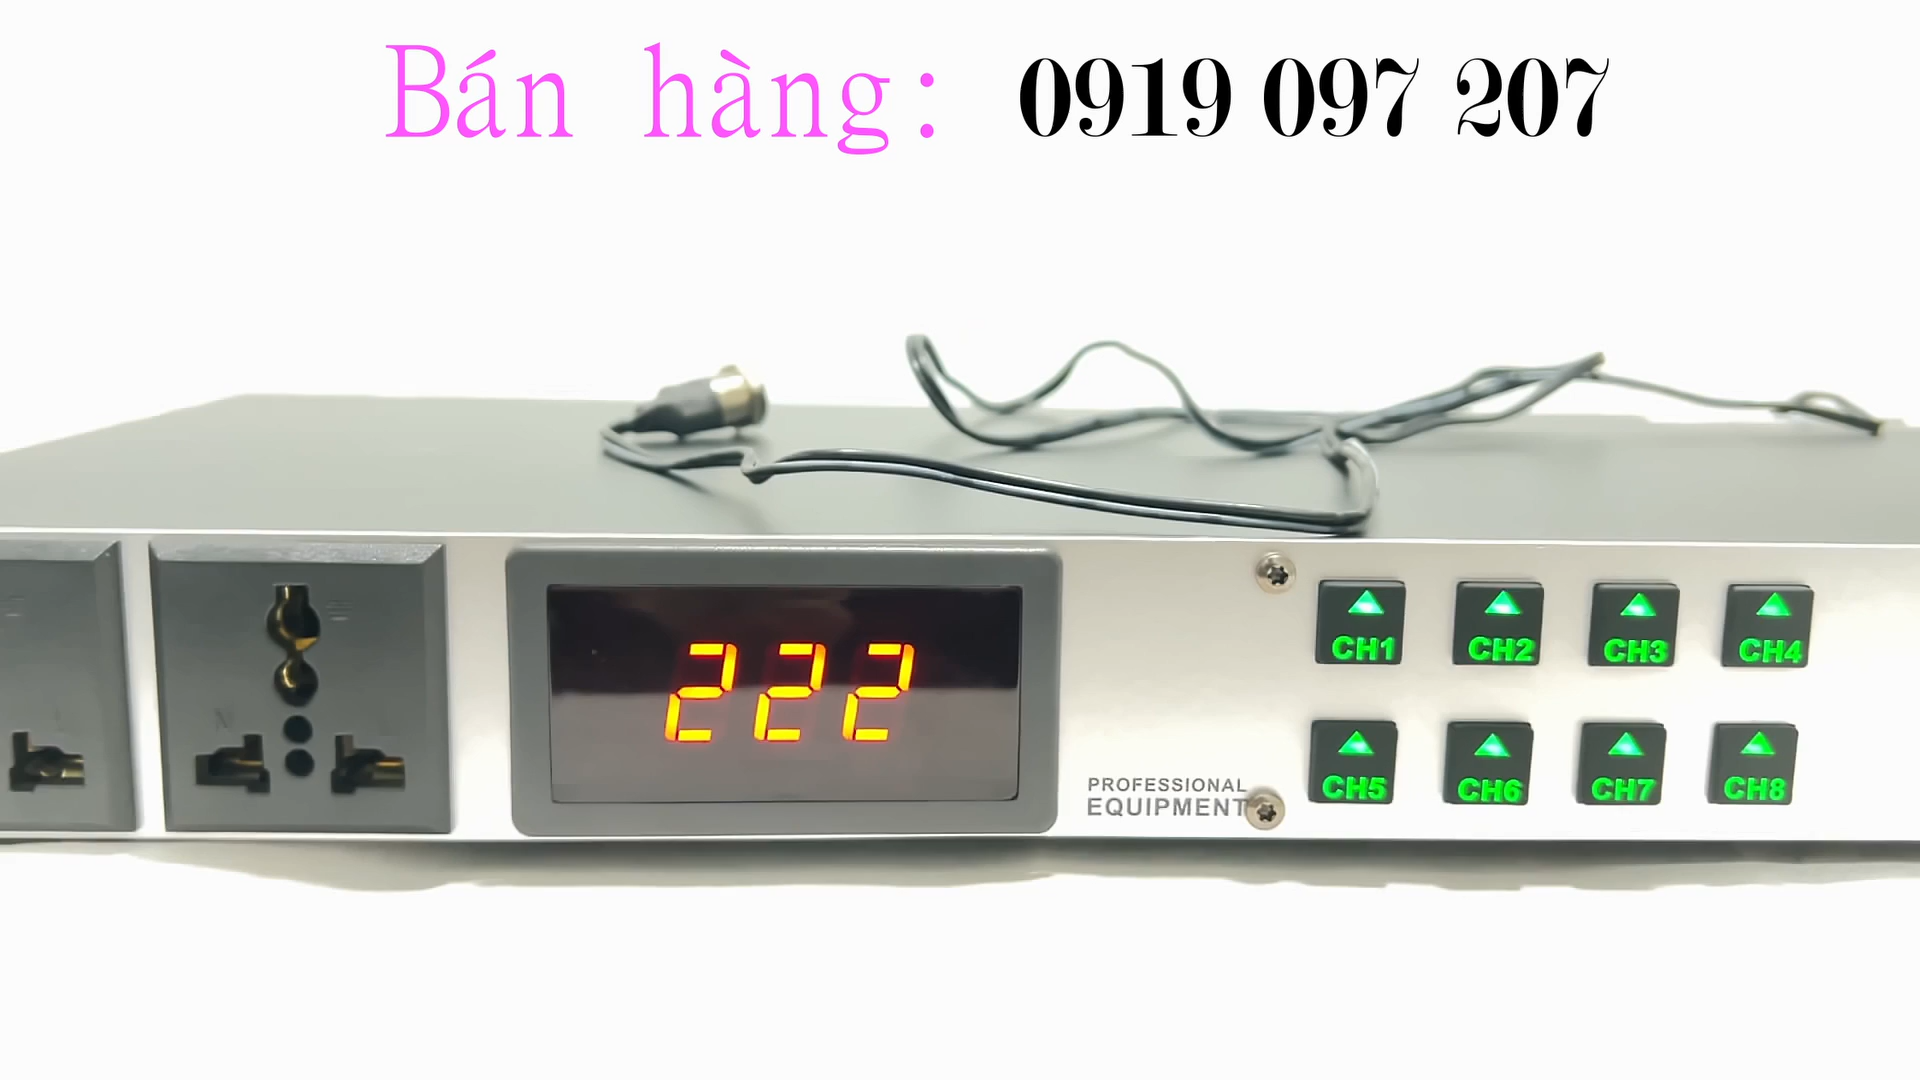 Bán hàng: 0919 097 207
222
PROFESSIONAL
EQUIPMENT
CH1 CH2 CH3 CH4
CH5 CH6 CH7 CH8